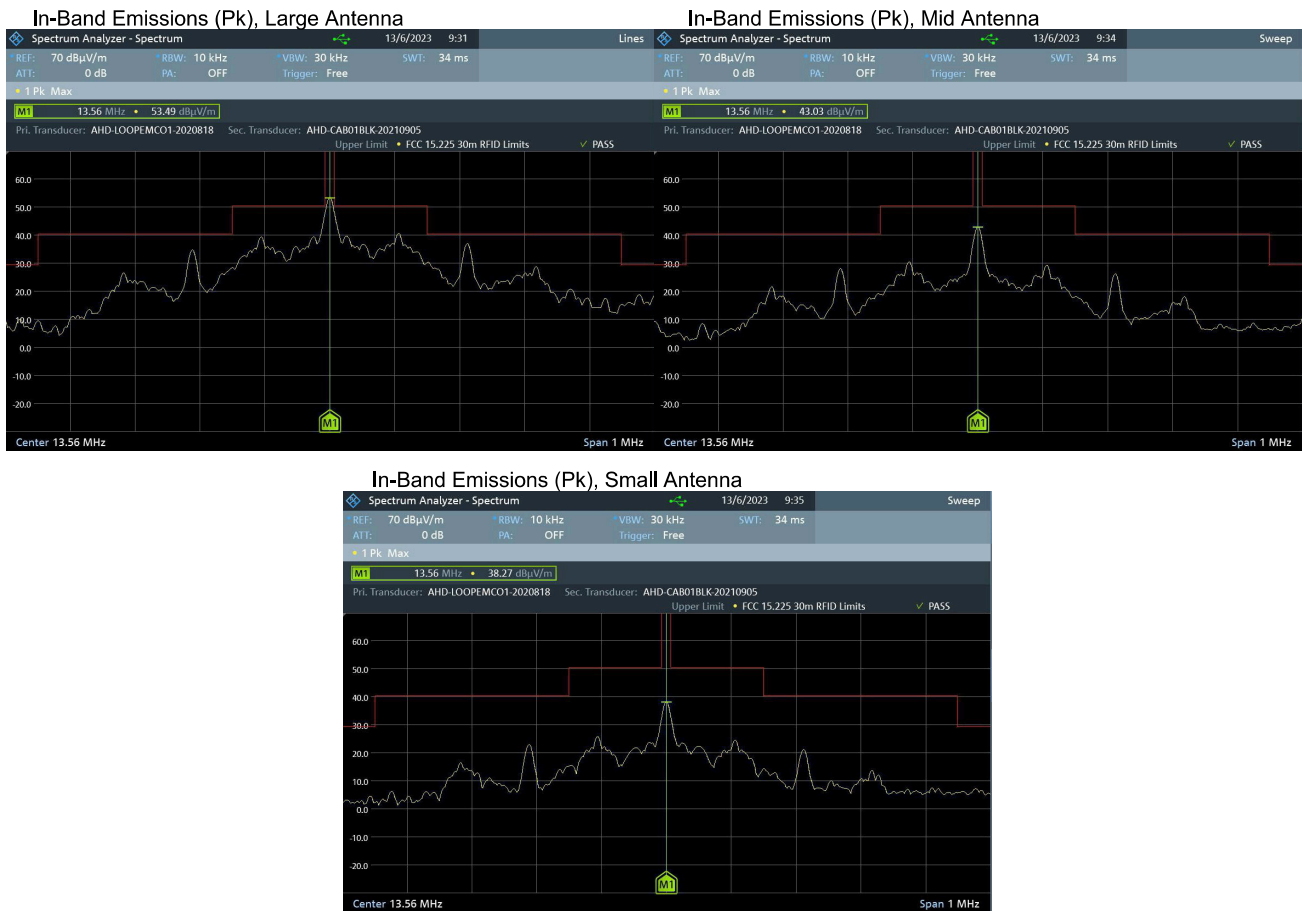 In-Band Emissions (Pk), Large Antenna
Spectrum Analyzer - Spectrum 13/6/2023 9:31 Lines
REF: 70 dBµV/m RBW: 10 kHz VBW: 30 kHz SWT: 34 ms
ATT: 0 dB PA: OFF Trigger: Free
1 Pk Max
M1 13.56 MHz • 53.49 dBµV/m
Pri. Transducer: AHD-LOOPEMCO1-2020818 Sec. Transducer: AHD-CAB01BLK-20210905
Upper Limit • FCC 15.225 30m RFID Limits ✓ PASS
60.0
50.0
40.0
30.0
20.0
10.0
0.0
-10.0
-20.0
M1
Center 13.56 MHz Span 1 MHz
In-Band Emissions (Pk), Mid Antenna
Spectrum Analyzer - Spectrum 13/6/2023 9:34 Sweep
REF: 70 dBµV/m RBW: 10 kHz VBW: 30 kHz SWT: 34 ms
ATT: 0 dB PA: OFF Trigger: Free
1 Pk Max
M1 13.56 MHz • 43.03 dBµV/m
Pri. Transducer: AHD-LOOPEMCO1-2020818 Sec. Transducer: AHD-CAB01BLK-20210905
Upper Limit • FCC 15.225 30m RFID Limits ✓ PASS
60.0
50.0
40.0
30.0
20.0
10.0
0.0
-10.0
-20.0
M1
Center 13.56 MHz Span 1 MHz
In-Band Emissions (Pk), Small Antenna
Spectrum Analyzer - Spectrum 13/6/2023 9:35 Sweep
REF: 70 dBµV/m RBW: 10 kHz VBW: 30 kHz SWT: 34 ms
ATT: 0 dB PA: OFF Trigger: Free
1 Pk Max
M1 13.56 MHz • 38.27 dBµV/m
Pri. Transducer: AHD-LOOPEMCO1-2020818 Sec. Transducer: AHD-CAB01BLK-20210905
Upper Limit • FCC 15.225 30m RFID Limits ✓ PASS
60.0
50.0
40.0
30.0
20.0
10.0
0.0
-10.0
-20.0
M1
Center 13.56 MHz Span 1 MHz